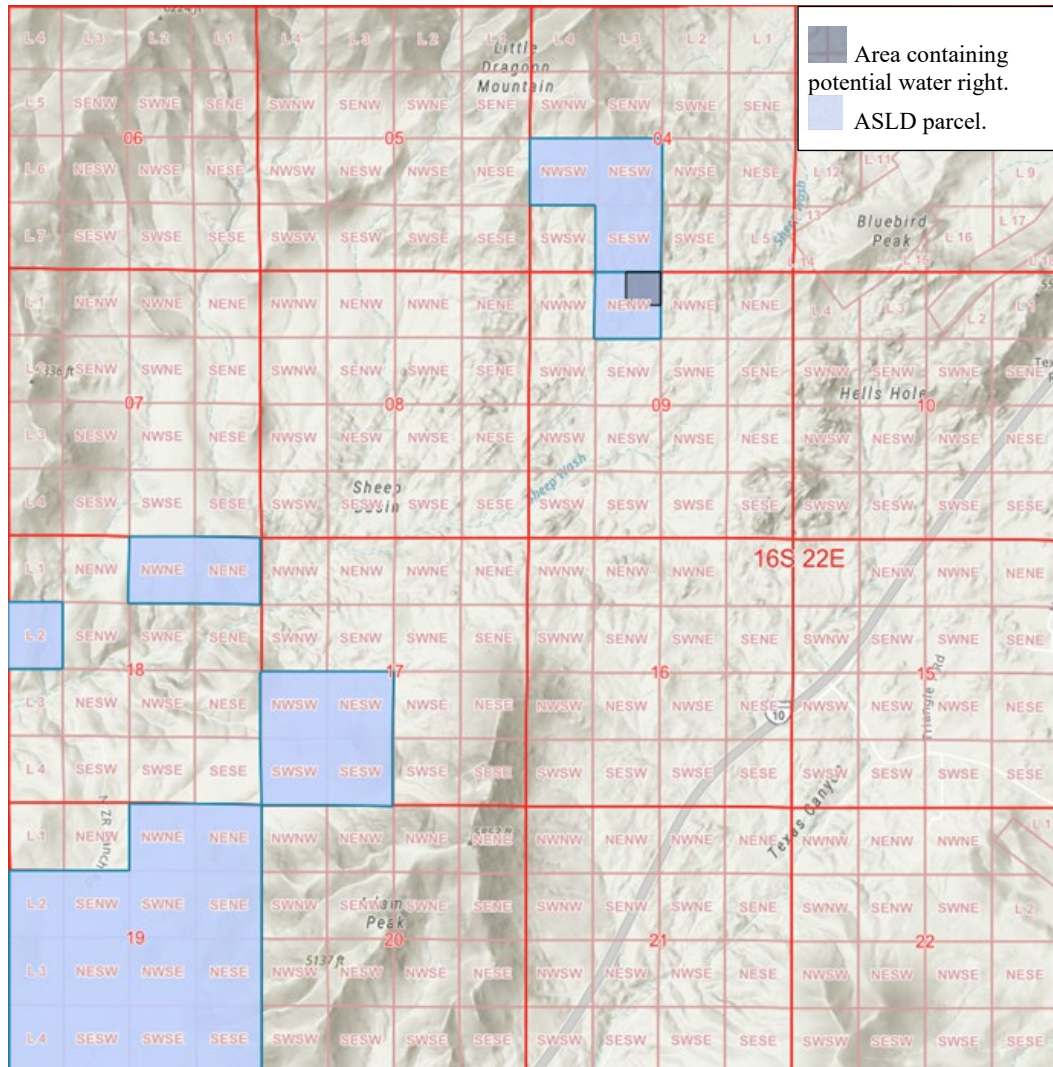 Area containing
potential water right.
ASLD parcel.
L 4 L 3 L 2 L 1 L 4 L 3 L 2 L 1 L 4 L 3 L 2 L 1
Little
Dragoon
Mountain
L 5 SENW SWNE SENE SWNW SENW SWNE SENE SWNW SENW SWNE SENE
06 05 04
L 6 NESW NWSE NESE NWSW NESW NWSE NESE NWSW NESW NWSE NESE L 12 L 11 L 9
L 7 SESW SWSE SESE SWSW SESW SWSE SESE SWSW SESW SWSE L 5 L 13 L 16 L 17
Sheep Wash
Bluebird
Peak
L 14 L 15 L 18
L 1 NENW NWNE NENE NWNW NENW NWNE NENE NWNW NENW NWNE NENE L 4 L 3 L 2 L 1
SENW SWNE SENE SWNW SENW SWNE SENE SWNW SENW SWNE SENE SWNW SENW SWNE SENE
Hells Hole
07 08 09 10
L 3 NESW NWSE NESE NWSW NESW NWSE NESE NWSW NESW NWSE NESE NWSW NESW NWSE NESE
Sheep
Basin
Sheep Wash
L 4 SESW SWSE SESE SWSW SESW SWSE SESE SWSW SESW SWSE SESE SWSW SESW SWSE SESE
16S 22E
L 1 NENW NWNE NENE NWNW NENW NWNE NENE NWNW NENW NWNE NENW NWNE NENE
L 2 SENW SWNE SENE SWNW SENW SWNE SENE SWNW SENW SWNE SENE SWNW SENW SWNE SENE
18 17 16 15
L 3 NESW NWSE NESE NWSW NESW NWSE NESE NWSW NESW NWSE NESE NWSW NESW NWSE NESE
10
Triangle Rd
L 4 SESW SWSE SESE SWSW SESW SWSE SESE SWSW SESW SWSE SESE SWSW SESW SWSE SESE
Texas Canyon
L 1 NENW NWNE NENE NWNW NENW NWNE NENE NWNW NENW NWNE NENE NWNW NENW NWNE L 1
L 2 SENW SWNE SENE SWNW SENW SWNE SENE SWNW SENW SWNE SENE SWNW SENW SWNE L 2
Peak
19 20 21 22
5137 ft
L 3 NESW NWSE NESE NWSW NESW NWSE NESE NWSW NESW NWSE NESE NWSW NESW NWSE NESE
L 4 SESW SWSE SESE SWSW SESW SWSE SESE SWSW SESW SWSE SESE SWSW SESW SWSE SESE